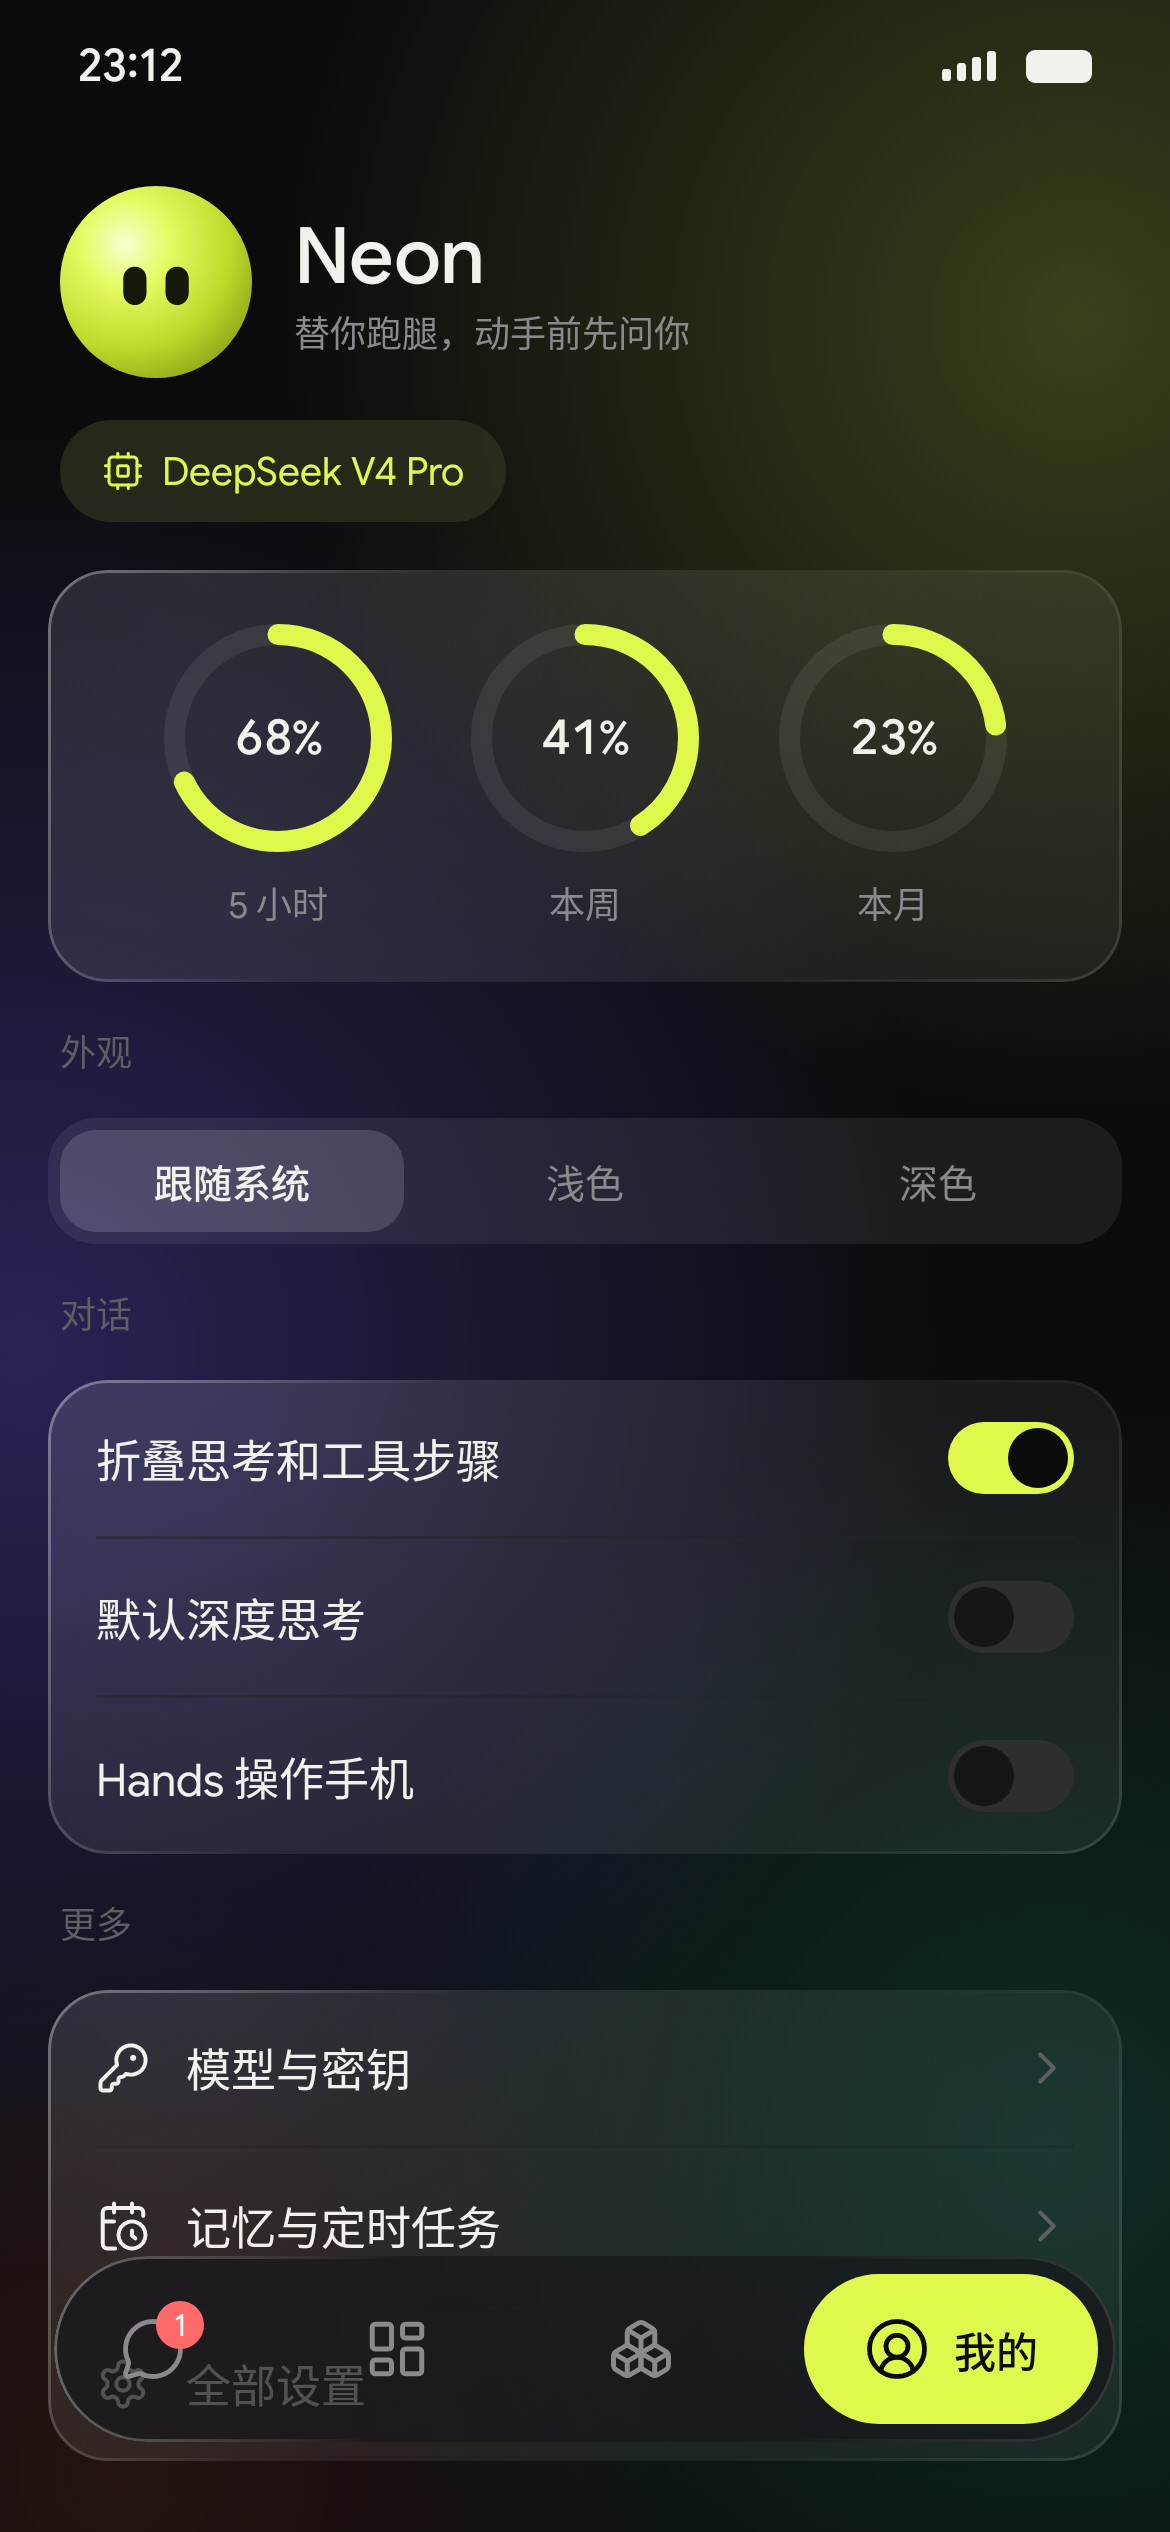 23:12
Neon
替你跑腿，动手前先问你
DeepSeek V4 Pro
68%
41%
23%
5 小时
本周
本月
外观
跟随系统
浅色
深色
对话
折叠思考和工具步骤
默认深度思考
Hands 操作手机
更多
模型与密钥
记忆与定时任务
1
全部设置
我的